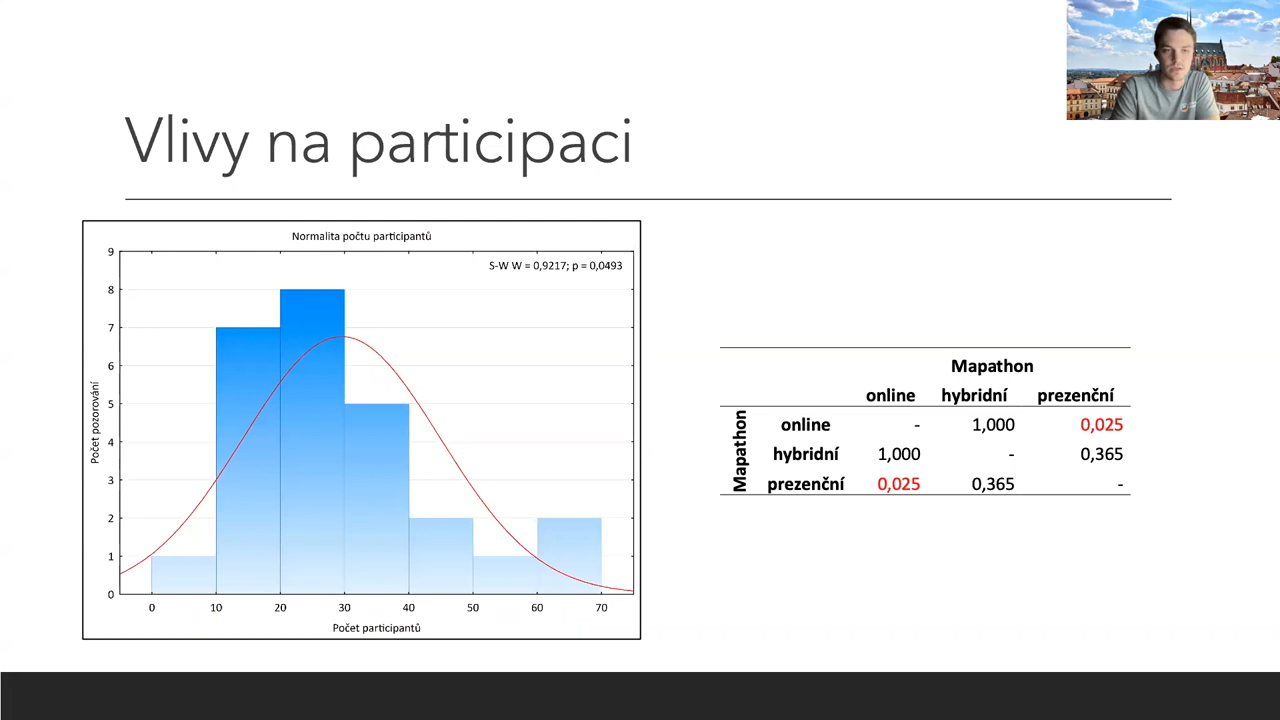 Vlivy na participaci
Normalita počtu participantů
S-W W = 0,9217; p = 0,0493
Počet pozorování
9
8
7
6
5
4
3
2
1
0
0 10 20 30 40 50 60 70
Počet participantů
Mapathon
online hybridní prezenční
Mapathon
online - 1,000 0,025
hybridní 1,000 - 0,365
prezenční 0,025 0,365 -